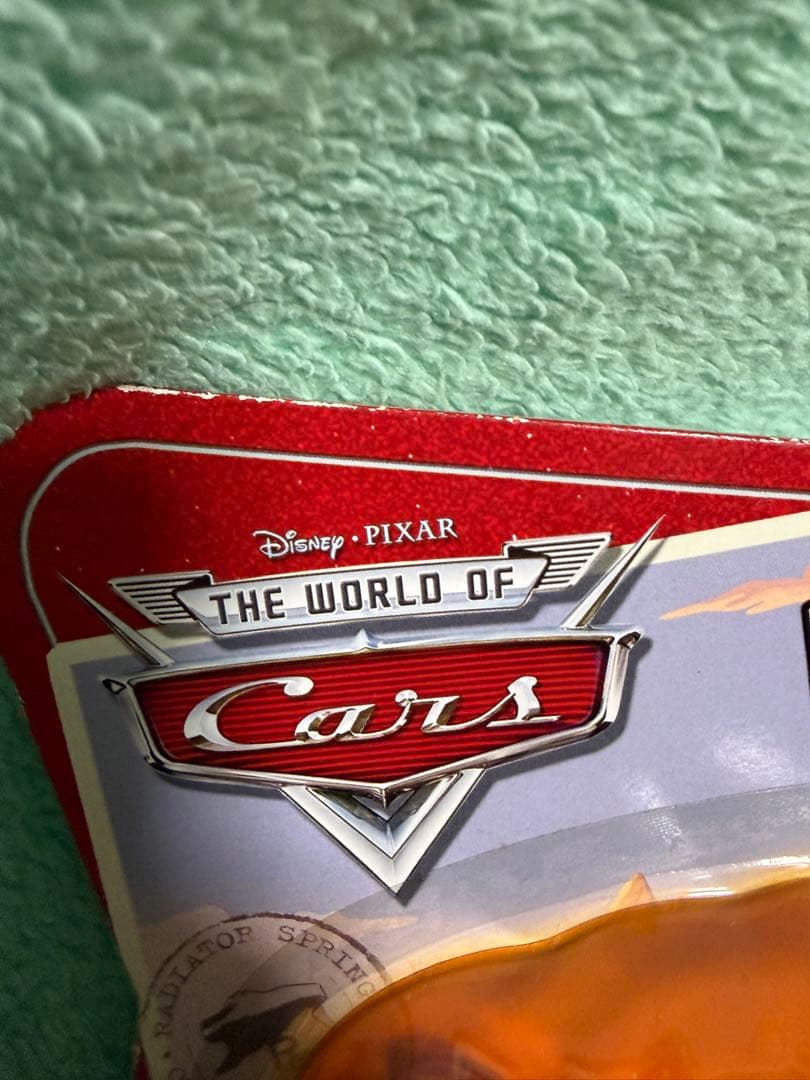 Disney · PIXAR
THE WORLD OF
Cars
· RADIATOR SPRING